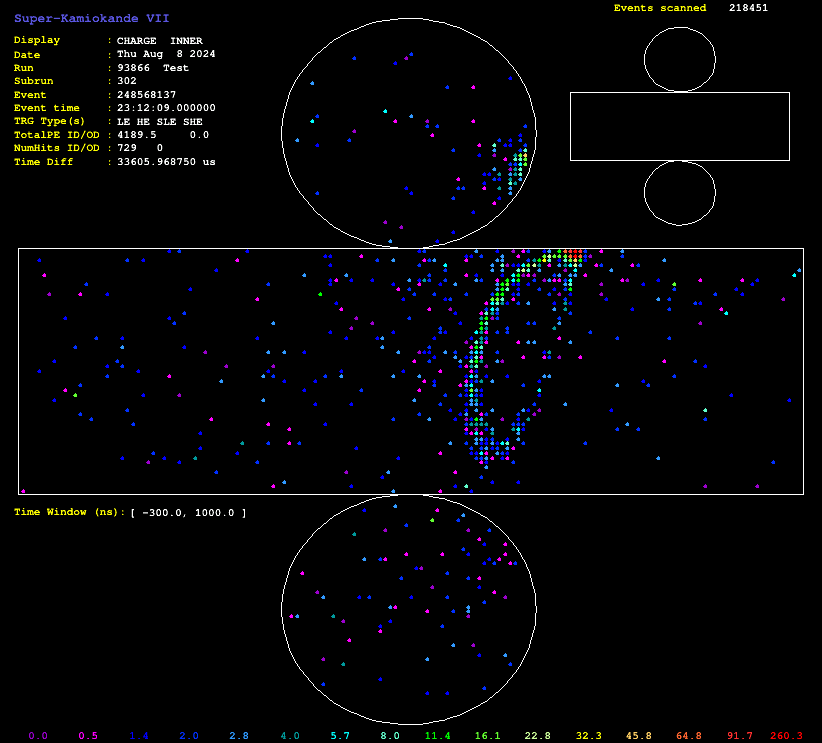 Super-Kamiokande VII
Events scanned 218451
Display : CHARGE INNER
Date : Thu Aug 8 2024
Run : 93866 Test
Subrun : 302
Event : 248568137
Event time : 23:12:09.000000
TRG Type(s) : LE HE SLE SHE
TotalPE ID/OD : 4189.5 0.0
NumHits ID/OD : 729 0
Time Diff : 33605.968750 us
Time Window (ns): [ -300.0, 1000.0 ]
0.0 0.5 1.4 2.0 2.8 4.0 5.7 8.0 11.4 16.1 22.8 32.3 45.8 64.8 91.7 260.3